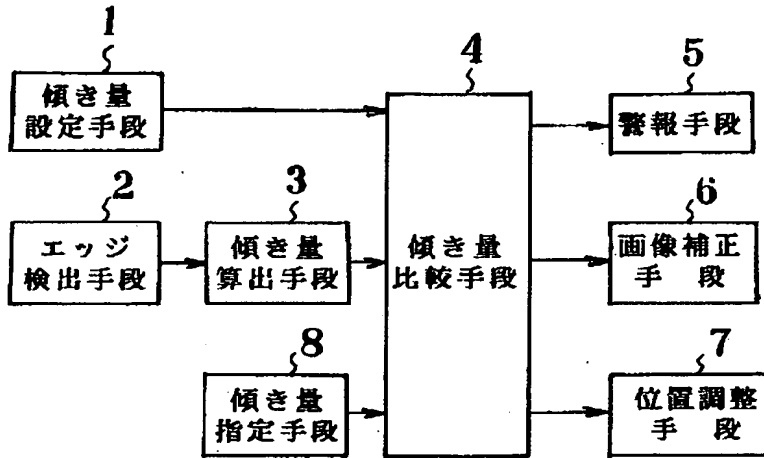 1
傾き量
設定手段
2
エッジ
検出手段
3
傾き量
算出手段
8
傾き量
指定手段
4
傾き量
比較手段
5
警報手段
6
画像補正
手 段
7
位置調整
手 段